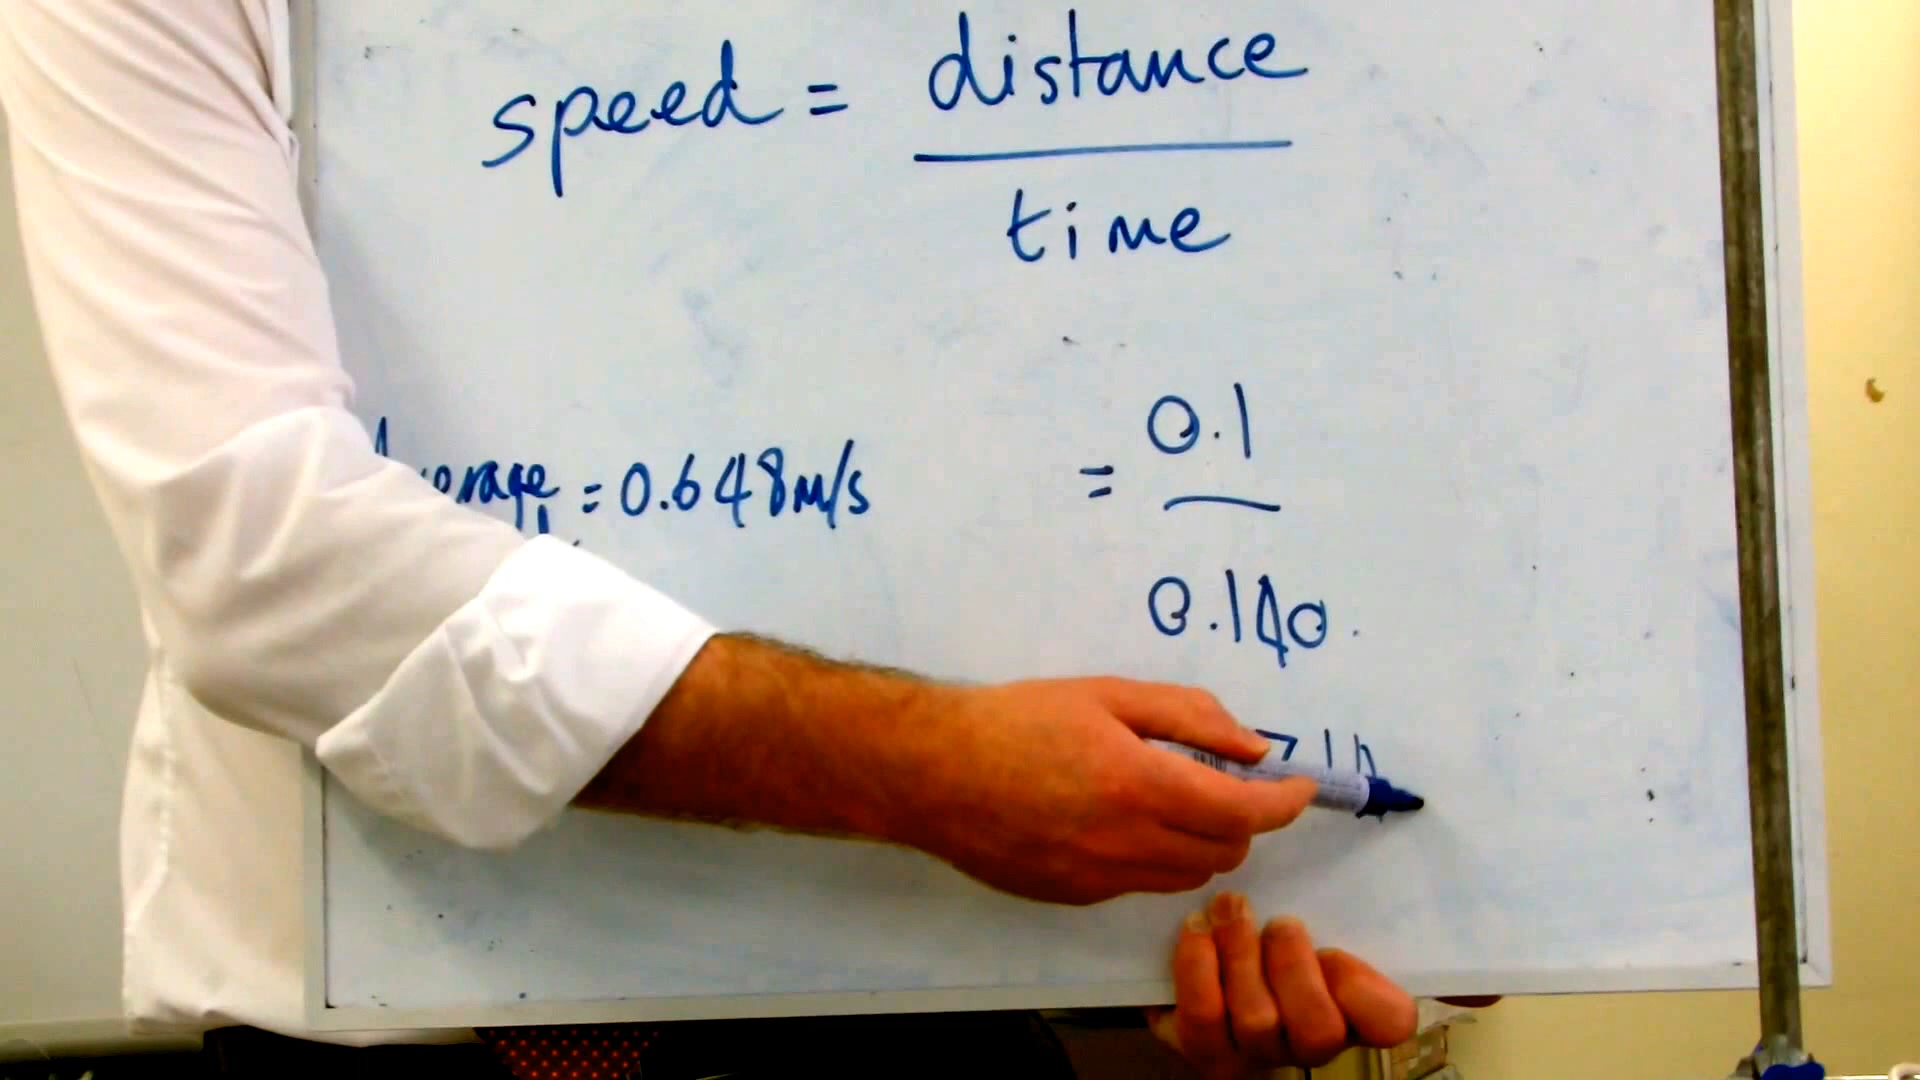 speed = distance
time
= 0.648m/s
= 0.1
0.140